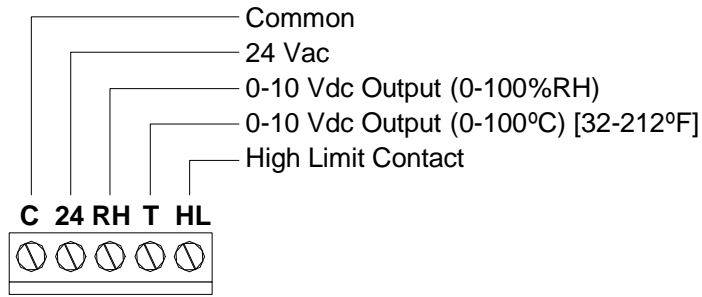 Common
24 Vac
0-10 Vdc Output (0-100%RH)
0-10 Vdc Output (0-100ºC) [32-212ºF]
High Limit Contact
C 24 RH T HL